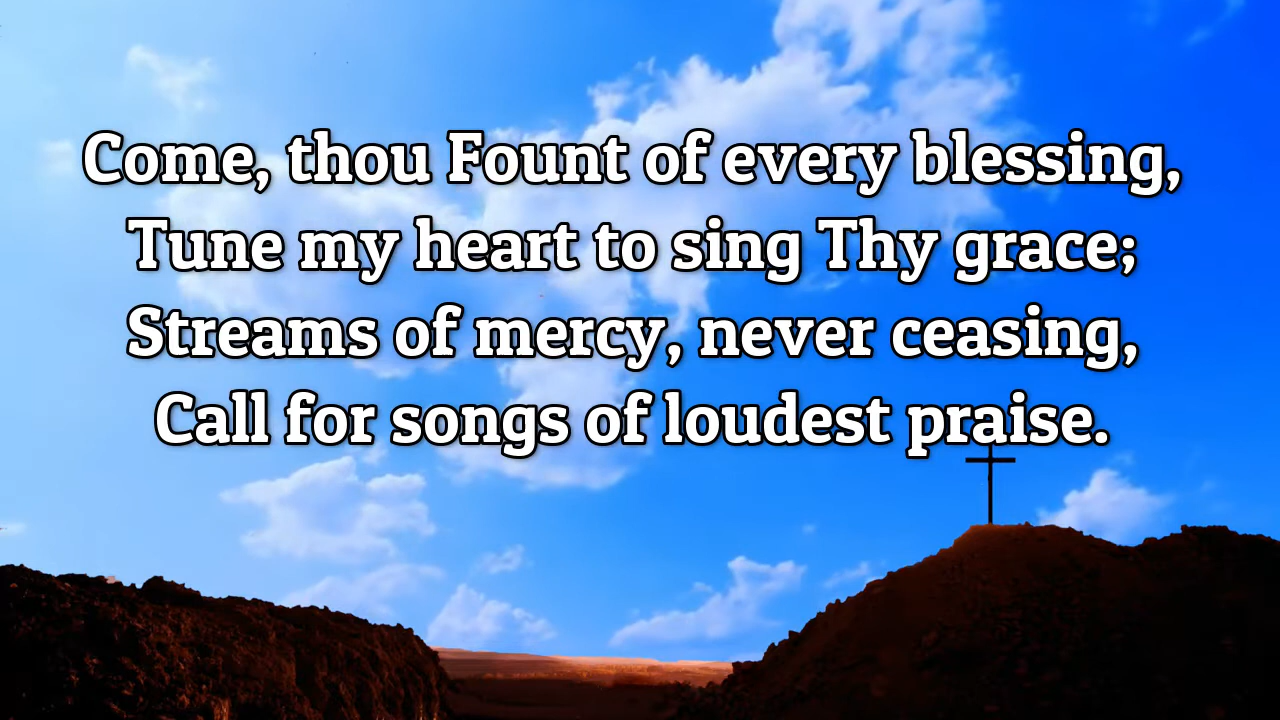 Come, thou Fount of every blessing,
Tune my heart to sing Thy grace;
Streams of mercy, never ceasing,
Call for songs of loudest praise.